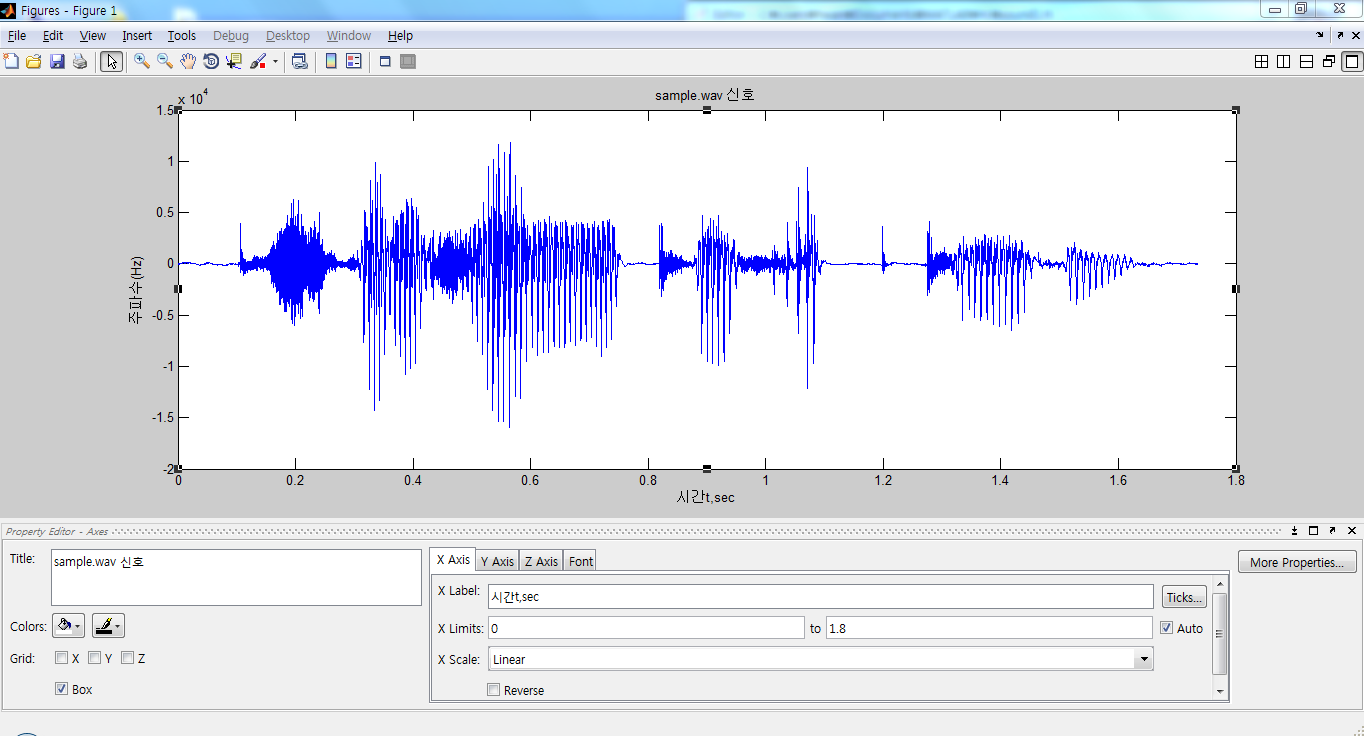 Figures - Figure 1
File Edit View Insert Tools Debug Desktop Window Help
sample.wav 신호
x 10^4
1.5
1
0.5
0
-0.5
-1
-1.5
-2
주파수(Hz)
0 0.2 0.4 0.6 0.8 1 1.2 1.4 1.6 1.8
시간t,sec
Property Editor - Axes
Title: sample.wav 신호
Colors:
Grid: X Y Z
Box
X Axis Y Axis Z Axis Font
X Label: 시간t,sec Ticks...
X Limits: 0 to 1.8 Auto
X Scale: Linear
Reverse
More Properties...